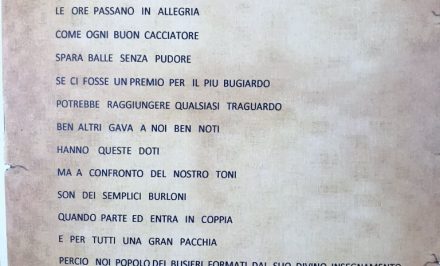 LE ORE PASSANO IN ALLEGRIA
COME OGNI BUON CACCIATORE
SPARA BALLE SENZA PUDORE
SE CI FOSSE UN PREMIO PER IL PIU BUGIARDO
POTREBBE RAGGIUNGERE QUALSIASI TRAGUARDO
BEN ALTRI GAVA A NOI BEN NOTI
HANNO QUESTE DOTI
MA A CONFRONTO DEL NOSTRO TONI
SON DEI SEMPLICI BURLONI
QUANDO PARTE ED ENTRA IN COPPIA
E PER TUTTI UNA GRAN PACCHIA
PERCIO NOI POPOLO DEI BUSIERI FORMATI DAL SUO DIVINO INSEGNAMENTO